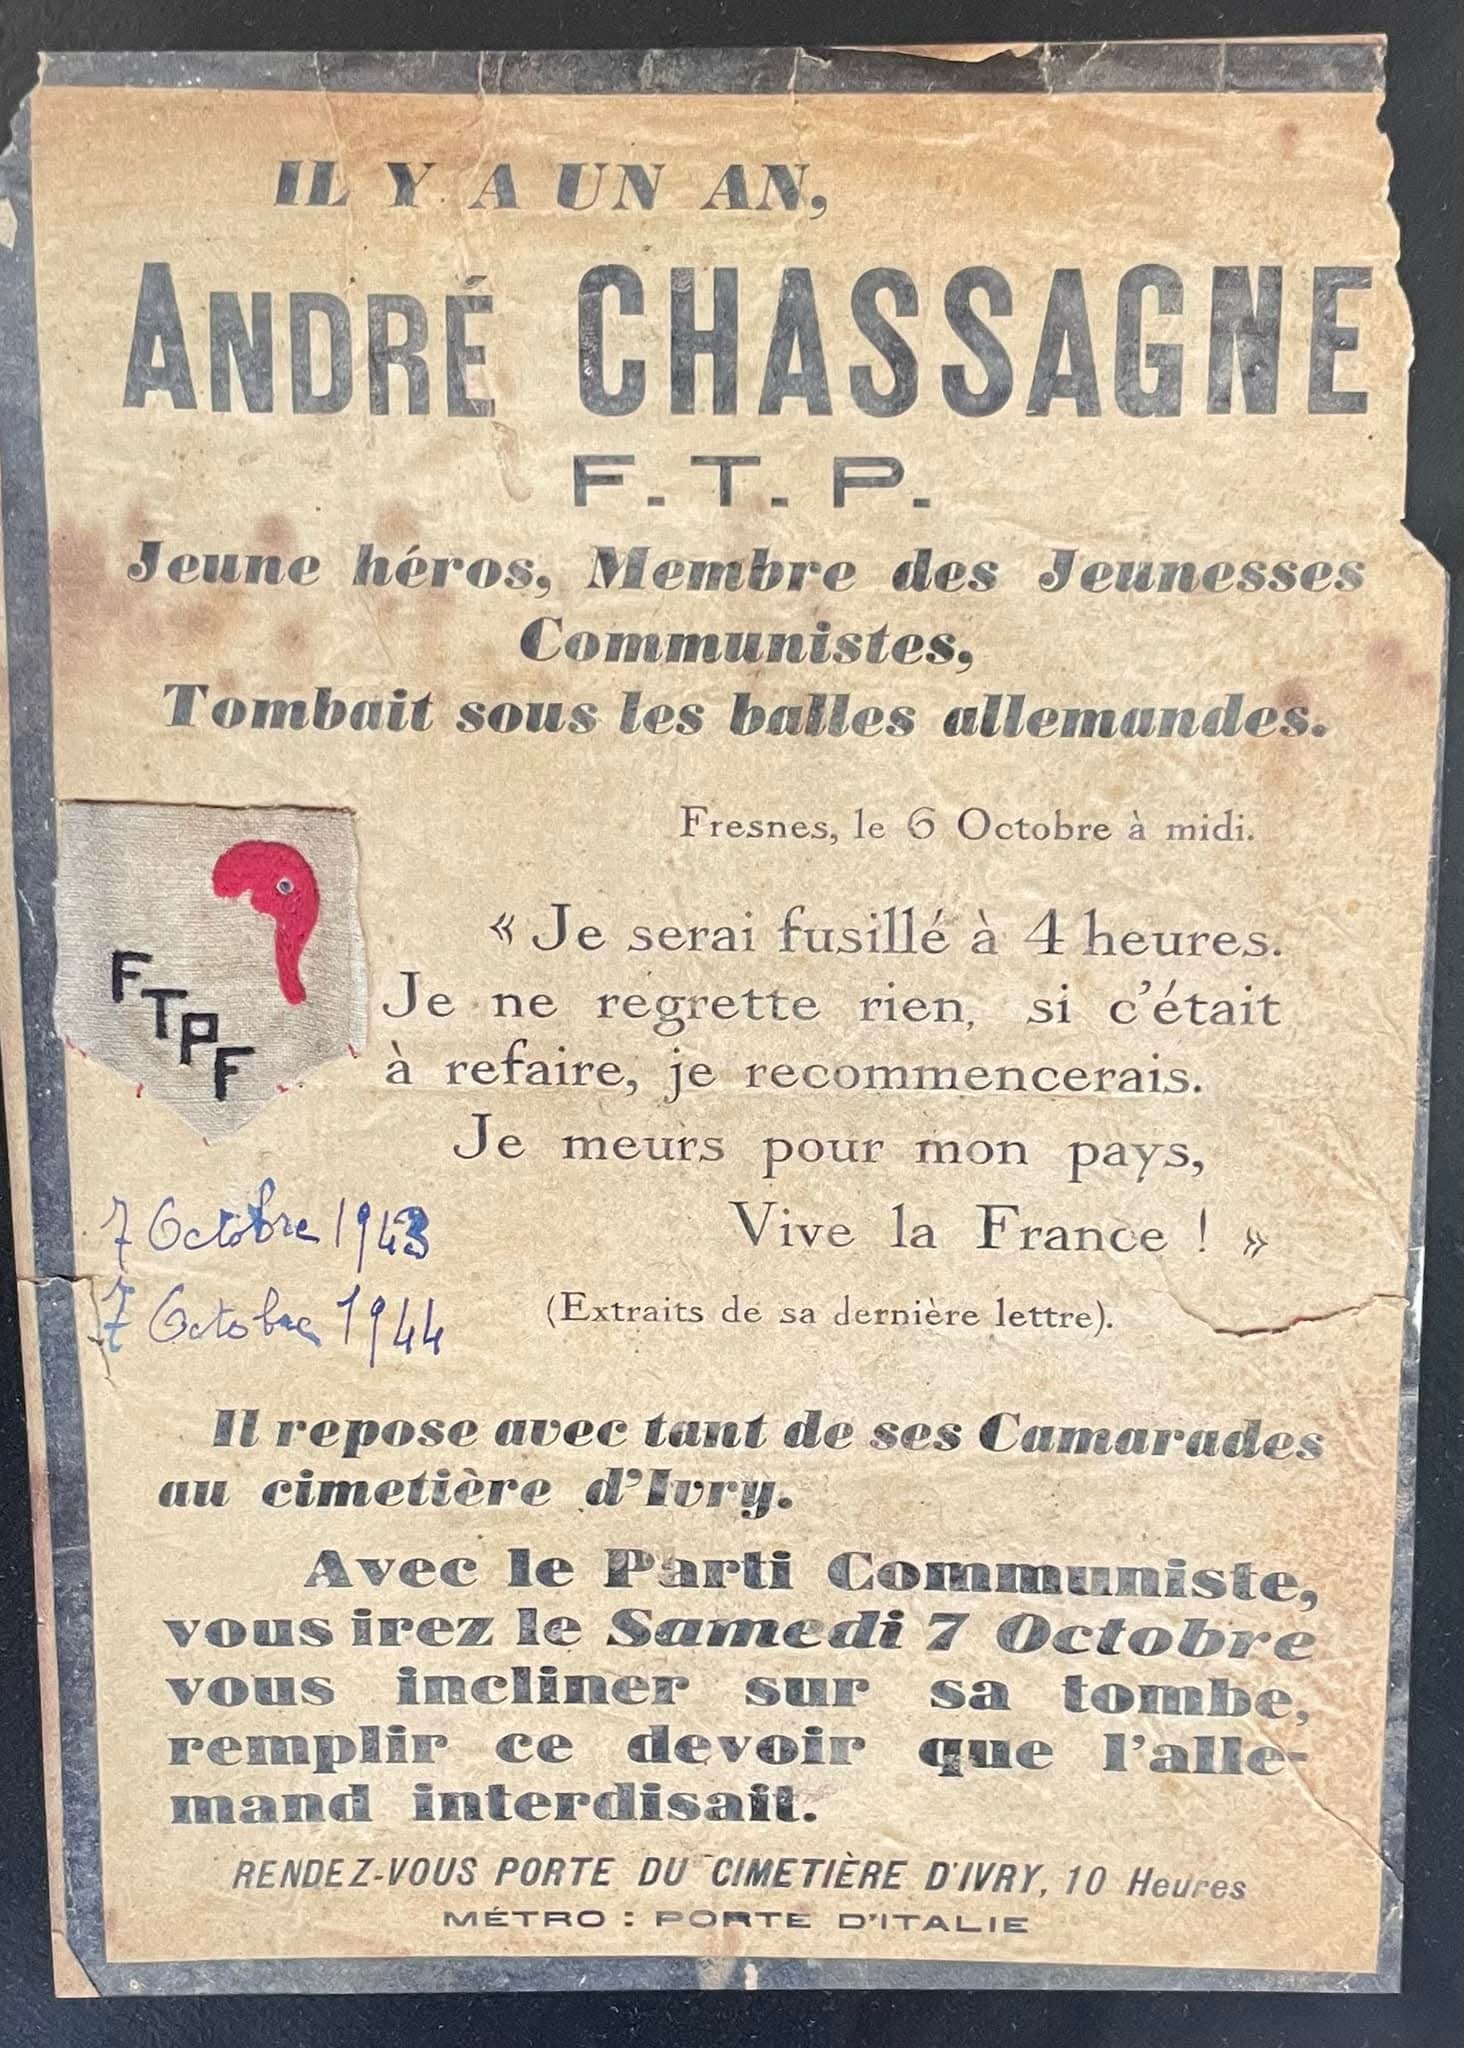 IL Y A UN AN,
ANDRÉ CHASSAGNE
F. T. P.
Jeune héros, Membre des Jeunesses
Communistes,
Tombait sous les balles allemandes.
Fresnes, le 6 Octobre à midi.
« Je serai fusillé à 4 heures.
Je ne regrette rien, si c'était
à refaire, je recommencerais.
Je meurs pour mon pays,
Vive la France ! »
(Extraits de sa dernière lettre).
F
T
P
F
7 Octobre 1943
7 Octobre 1944
Il repose avec tant de ses Camarades
au cimetière d'Ivry.
Avec le Parti Communiste,
vous irez le Samedi 7 Octobre
vous incliner sur sa tombe,
remplir ce devoir que l'alle-
mand interdisait.
RENDEZ-VOUS PORTE DU CIMETIÈRE D'IVRY, 10 Heures
MÉTRO : PORTE D'ITALIE